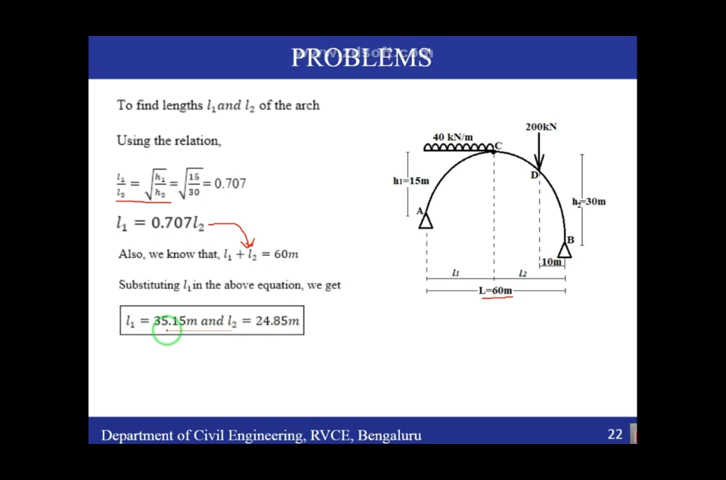 www.zdsoft.com
PROBLEMS
To find lengths l₁ and l₂ of the arch
Using the relation,
l₁/l₂ = √(h₁/h₂) = √(15/30) = 0.707
l₁ = 0.707l₂
Also, we know that, l₁ + l₂ = 60m
Substituting l₁ in the above equation, we get
l₁ = 35.15m and l₂ = 24.85m
200kN
40 kN/m
C
D
h₁=15m
A
h₂=30m
B
10m
l₁
l₂
L=60m
Department of Civil Engineering, RVCE, Bengaluru
22